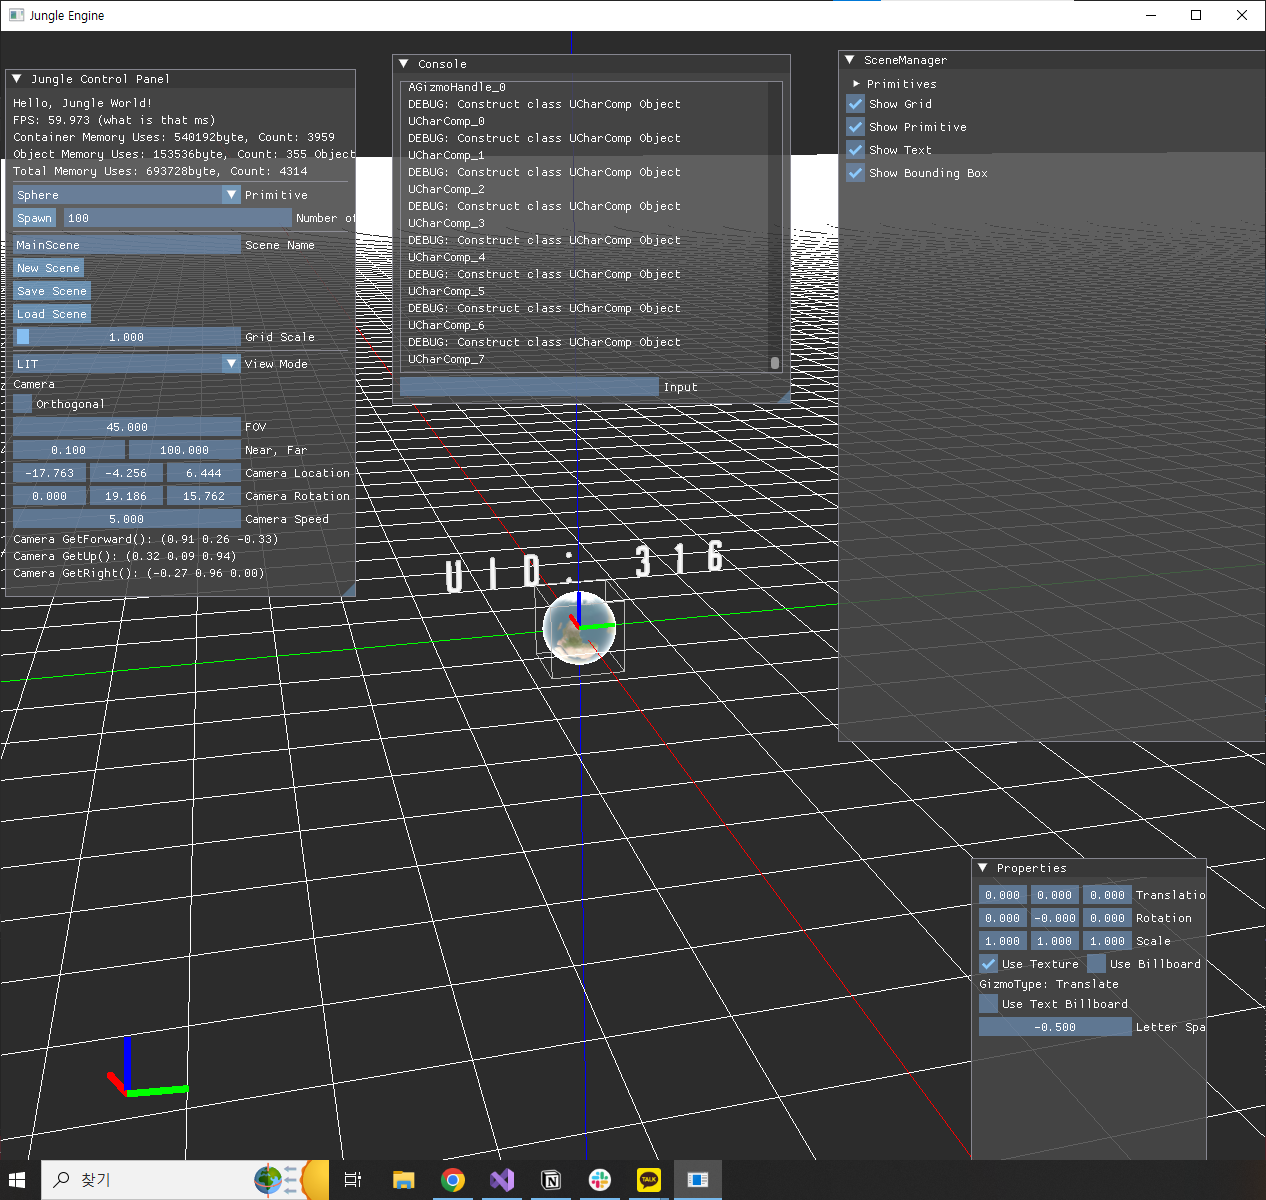 Jungle Engine
Jungle Control Panel
Hello, Jungle World!
FPS: 59.973 (what is that ms)
Container Memory Uses: 540192byte, Count: 3959
Object Memory Uses: 153536byte, Count: 355 Object
Total Memory Uses: 693728byte, Count: 4314
Sphere Primitive
Spawn 100 Number of
MainScene Scene Name
New Scene
Save Scene
Load Scene
1.000 Grid Scale
LIT View Mode
Camera
Orthogonal
45.000 FOV
0.100 100.000 Near, Far
-17.763 -4.256 6.444 Camera Location
0.000 19.186 15.762 Camera Rotation
5.000 Camera Speed
Camera GetForward(): (0.91 0.26 -0.33)
Camera GetUp(): (0.32 0.09 0.94)
Camera GetRight(): (-0.27 0.96 0.00)
Console
AGizmoHandle_0
DEBUG: Construct class UCharComp Object
UCharComp_0
DEBUG: Construct class UCharComp Object
UCharComp_1
DEBUG: Construct class UCharComp Object
UCharComp_2
DEBUG: Construct class UCharComp Object
UCharComp_3
DEBUG: Construct class UCharComp Object
UCharComp_4
DEBUG: Construct class UCharComp Object
UCharComp_5
DEBUG: Construct class UCharComp Object
UCharComp_6
DEBUG: Construct class UCharComp Object
UCharComp_7
Input
SceneManager
Primitives
Show Grid
Show Primitive
Show Text
Show Bounding Box
UID: 316
Properties
0.000 0.000 0.000 Translatio
0.000 -0.000 0.000 Rotation
1.000 1.000 1.000 Scale
Use Texture Use Billboard
GizmoType: Translate
Use Text Billboard
-0.500 Letter Spa
찾기
TALK